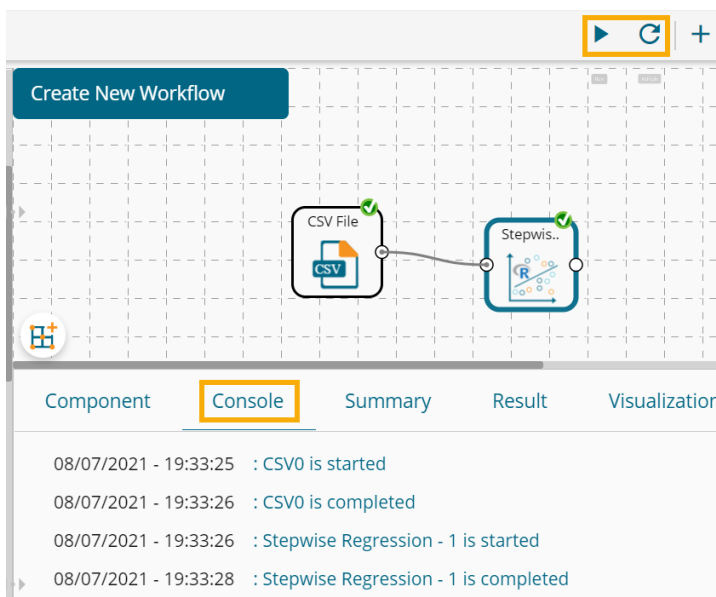 Create New Workflow
CSV File
CSV
Stepwis..
R
Component Console Summary Result Visualization
08/07/2021 - 19:33:25 : CSV0 is started
08/07/2021 - 19:33:26 : CSV0 is completed
08/07/2021 - 19:33:26 : Stepwise Regression - 1 is started
08/07/2021 - 19:33:28 : Stepwise Regression - 1 is completed